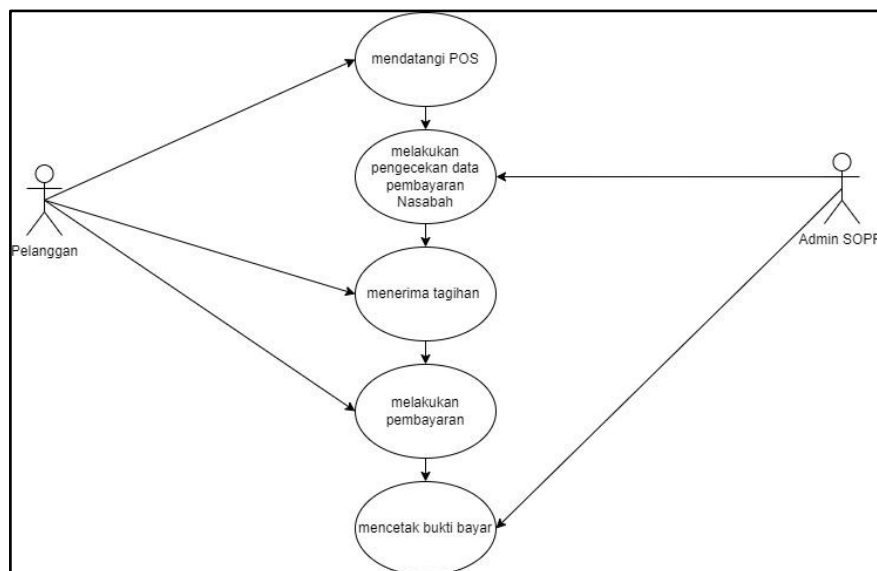 mendatangi POS
melakukan
pengecekan data
pembayaran
Nasabah
Pelanggan
Admin SOPP
menerima tagihan
melakukan
pembayaran
mencetak bukti bayar